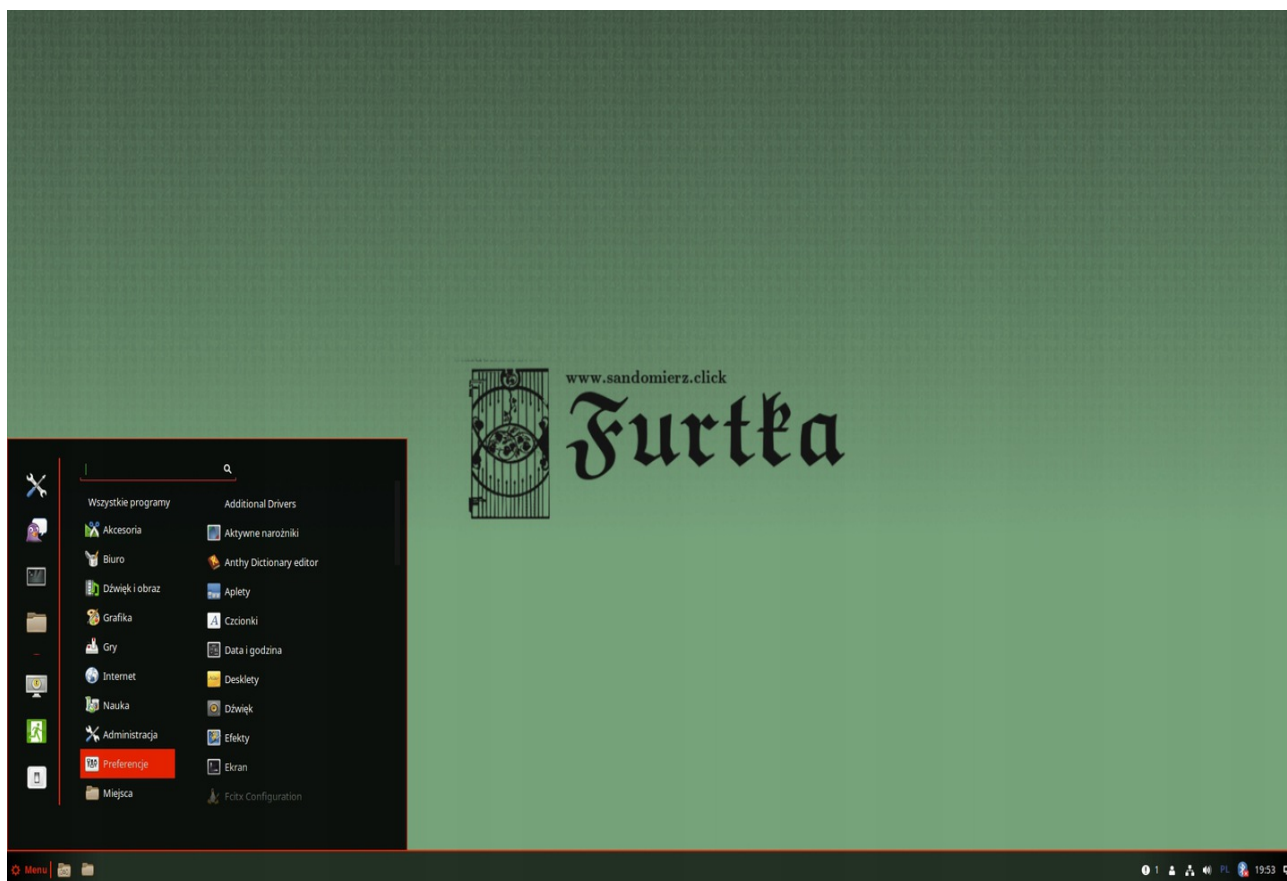 www.sandomierz.click
Furtka
Wszystkie programy
Akcesoria
Biuro
Dźwięk i obraz
Grafika
Gry
Internet
Nauka
Administracja
Preferencje
Miejsca
Additional Drivers
Aktywne narożniki
Anthy Dictionary editor
Aplety
Czcionki
Data i godzina
Desklety
Dźwięk
Efekty
Ekran
Fcitx Configuration
Menu
1 PL 19:53